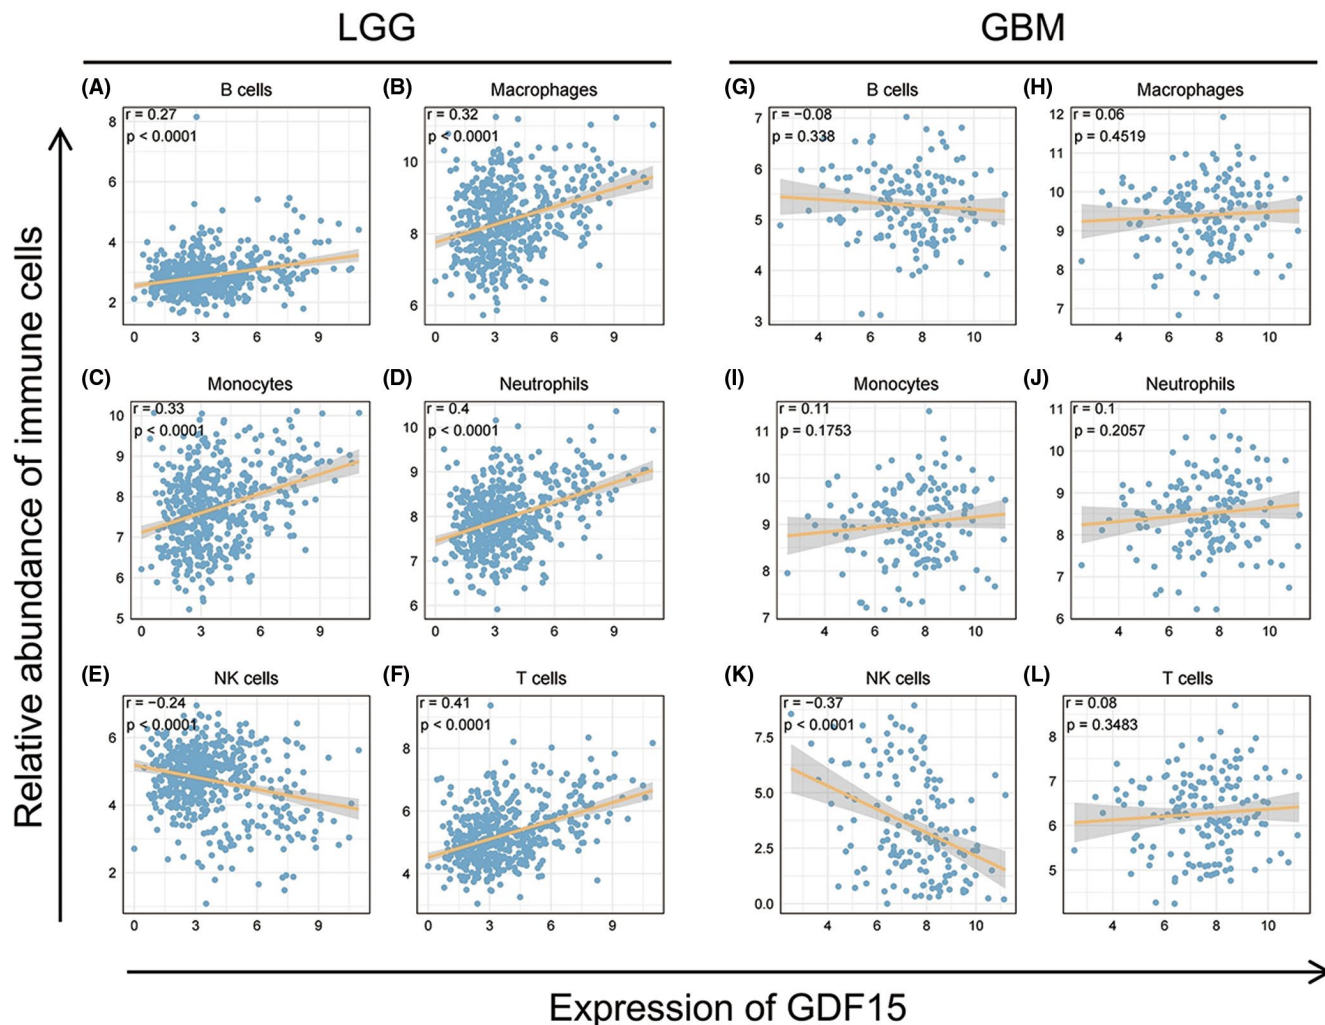 LGG
GBM
Relative abundance of immune cells
(A)
B cells
r = 0.27
p < 0.0001
8
6
4
2
0 3 6 9
(B)
Macrophages
r = 0.32
p < 0.0001
10
8
6
0 3 6 9
(G)
B cells
r = −0.08
p = 0.338
7
6
5
4
3
4 6 8 10
(H)
Macrophages
r = 0.06
p = 0.4519
12
11
10
9
8
7
4 6 8 10
(C)
Monocytes
r = 0.33
p < 0.0001
10
9
8
7
6
5
0 3 6 9
(D)
Neutrophils
r = 0.4
p < 0.0001
10
9
8
7
6
0 3 6 9
(I)
Monocytes
r = 0.11
p = 0.1753
11
10
9
8
7
4 6 8 10
(J)
Neutrophils
r = 0.1
p = 0.2057
11
10
9
8
7
6
4 6 8 10
(E)
NK cells
r = −0.24
p < 0.0001
6
4
2
0 3 6 9
(F)
T cells
r = 0.41
p < 0.0001
8
6
4
0 3 6 9
(K)
NK cells
r = −0.37
p < 0.0001
7.5
5.0
2.5
0.0
4 6 8 10
(L)
T cells
r = 0.08
p = 0.3483
8
7
6
5
4 6 8 10
Expression of GDF15